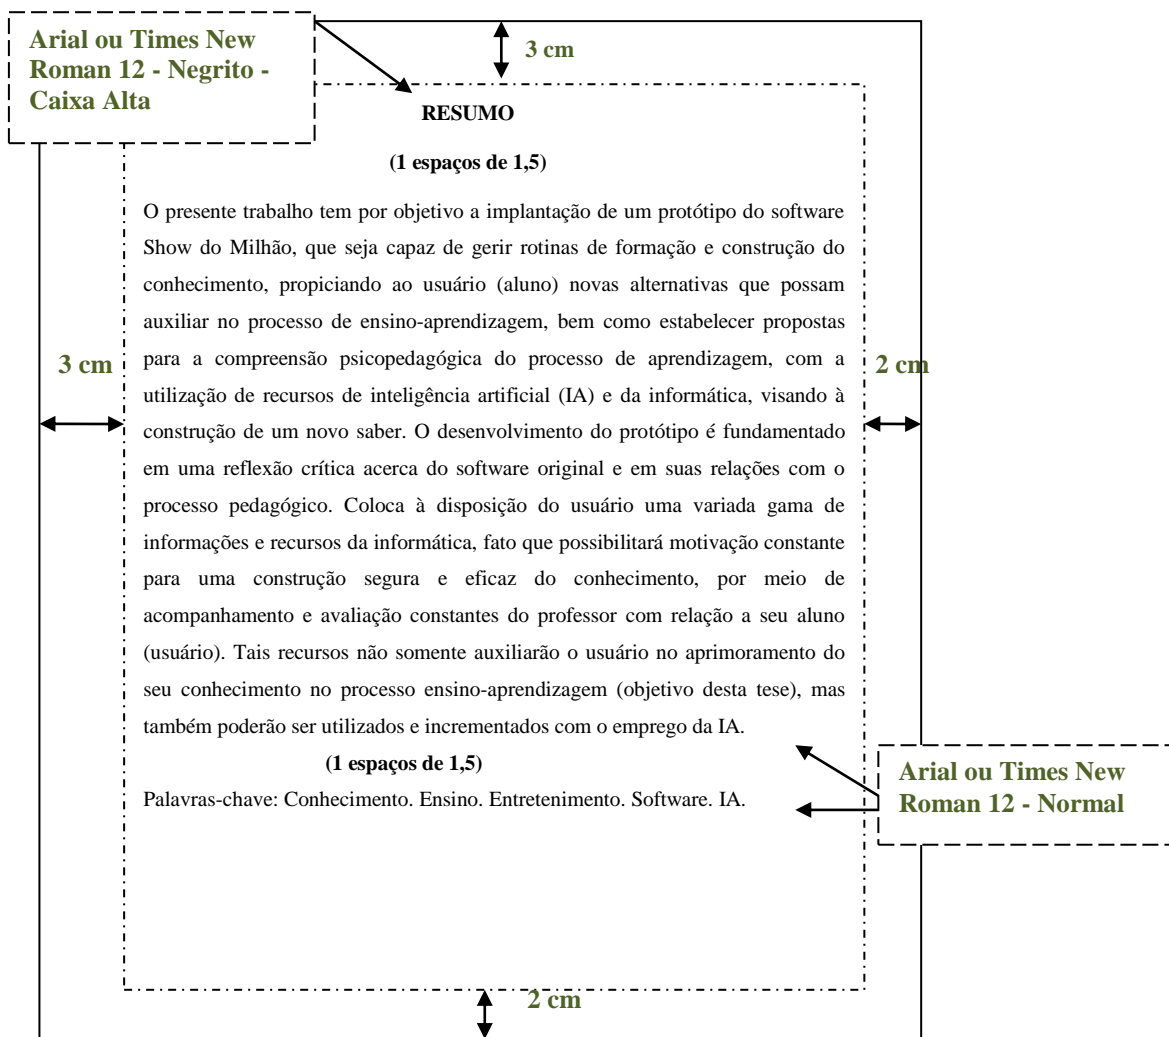 Arial ou Times New
Roman 12 - Negrito -
Caixa Alta
3 cm
RESUMO
(1 espaços de 1,5)
O presente trabalho tem por objetivo a implantação de um protótipo do software
Show do Milhão, que seja capaz de gerir rotinas de formação e construção do
conhecimento, propiciando ao usuário (aluno) novas alternativas que possam
auxiliar no processo de ensino-aprendizagem, bem como estabelecer propostas
para a compreensão psicopedagógica do processo de aprendizagem, com a
utilização de recursos de inteligência artificial (IA) e da informática, visando à
construção de um novo saber. O desenvolvimento do protótipo é fundamentado
em uma reflexão crítica acerca do software original e em suas relações com o
processo pedagógico. Coloca à disposição do usuário uma variada gama de
informações e recursos da informática, fato que possibilitará motivação constante
para uma construção segura e eficaz do conhecimento, por meio de
acompanhamento e avaliação constantes do professor com relação a seu aluno
(usuário). Tais recursos não somente auxiliarão o usuário no aprimoramento do
seu conhecimento no processo ensino-aprendizagem (objetivo desta tese), mas
também poderão ser utilizados e incrementados com o emprego da IA.
(1 espaços de 1,5)
Palavras-chave: Conhecimento. Ensino. Entretenimento. Software. IA.
3 cm
2 cm
Arial ou Times New
Roman 12 - Normal
2 cm